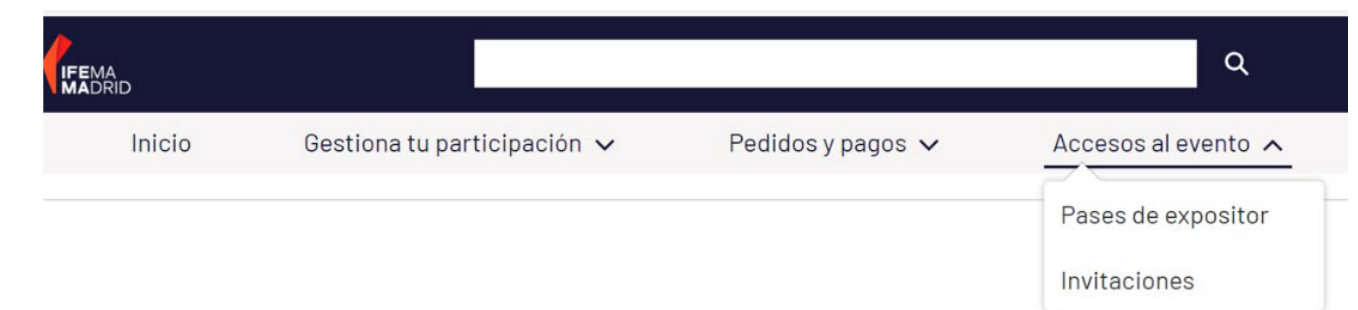 IFEMA
MADRID
Inicio
Gestiona tu participación
Pedidos y pagos
Accesos al evento
Pases de expositor
Invitaciones